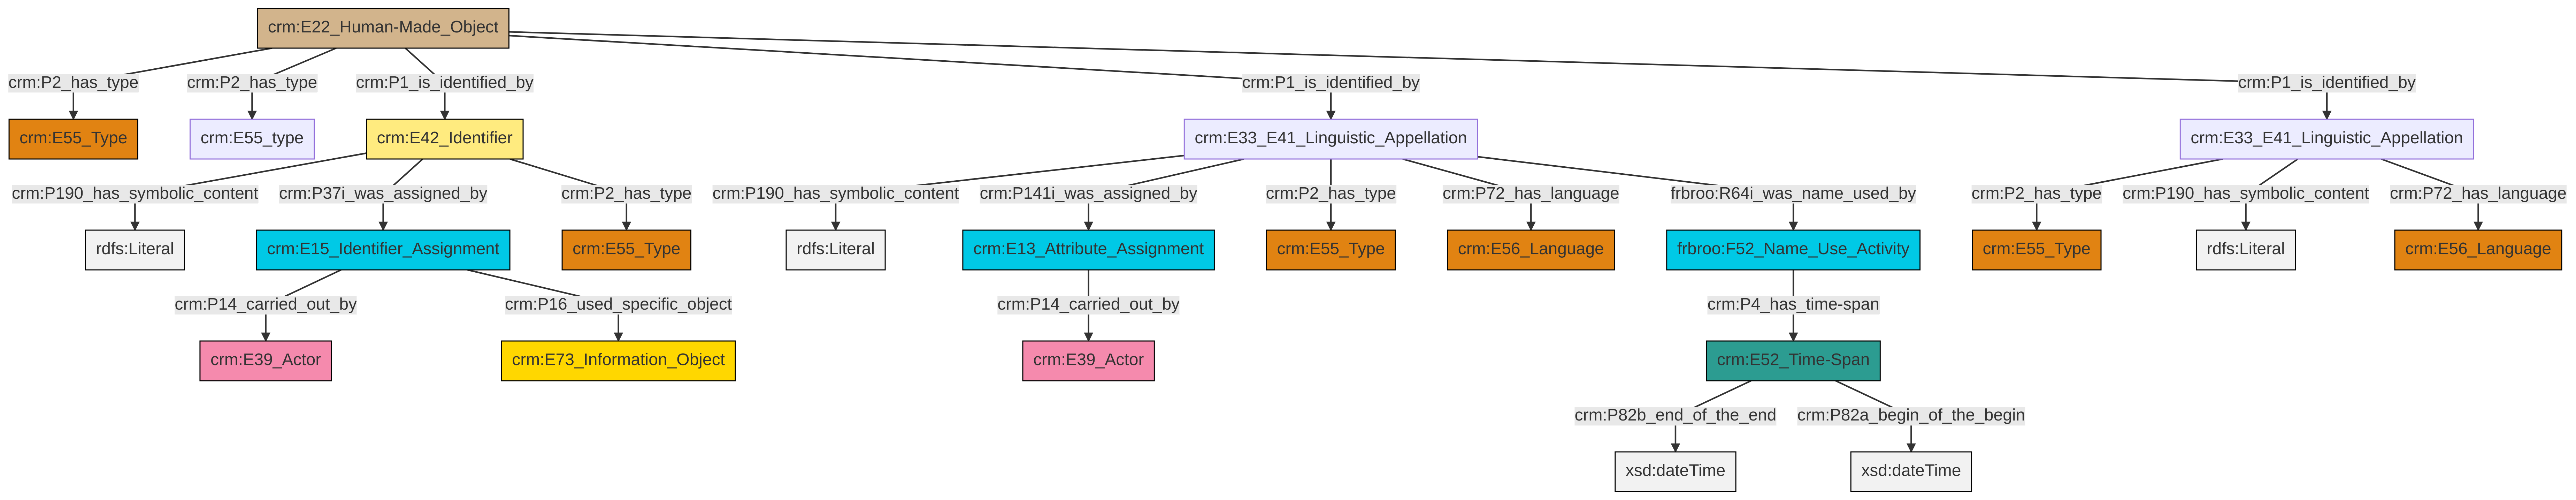 crm:E22_Human-Made_Object
crm:P2_has_type
crm:P2_has_type
crm:P1_is_identified_by
crm:P1_is_identified_by
crm:P1_is_identified_by
crm:E55_Type
crm:E55_type
crm:E42_Identifier
crm:E33_E41_Linguistic_Appellation
crm:E33_E41_Linguistic_Appellation
crm:P190_has_symbolic_content
crm:P37i_was_assigned_by
crm:P2_has_type
crm:P190_has_symbolic_content
crm:P141i_was_assigned_by
crm:P2_has_type
crm:P72_has_language
frbroo:R64i_was_name_used_by
crm:P2_has_type
crm:P190_has_symbolic_content
crm:P72_has_language
rdfs:Literal
crm:E15_Identifier_Assignment
crm:E55_Type
rdfs:Literal
crm:E13_Attribute_Assignment
crm:E55_Type
crm:E56_Language
frbroo:F52_Name_Use_Activity
crm:E55_Type
rdfs:Literal
crm:E56_Language
crm:P14_carried_out_by
crm:P16_used_specific_object
crm:P14_carried_out_by
crm:P4_has_time-span
crm:E39_Actor
crm:E73_Information_Object
crm:E39_Actor
crm:E52_Time-Span
crm:P82b_end_of_the_end
crm:P82a_begin_of_the_begin
xsd:dateTime
xsd:dateTime